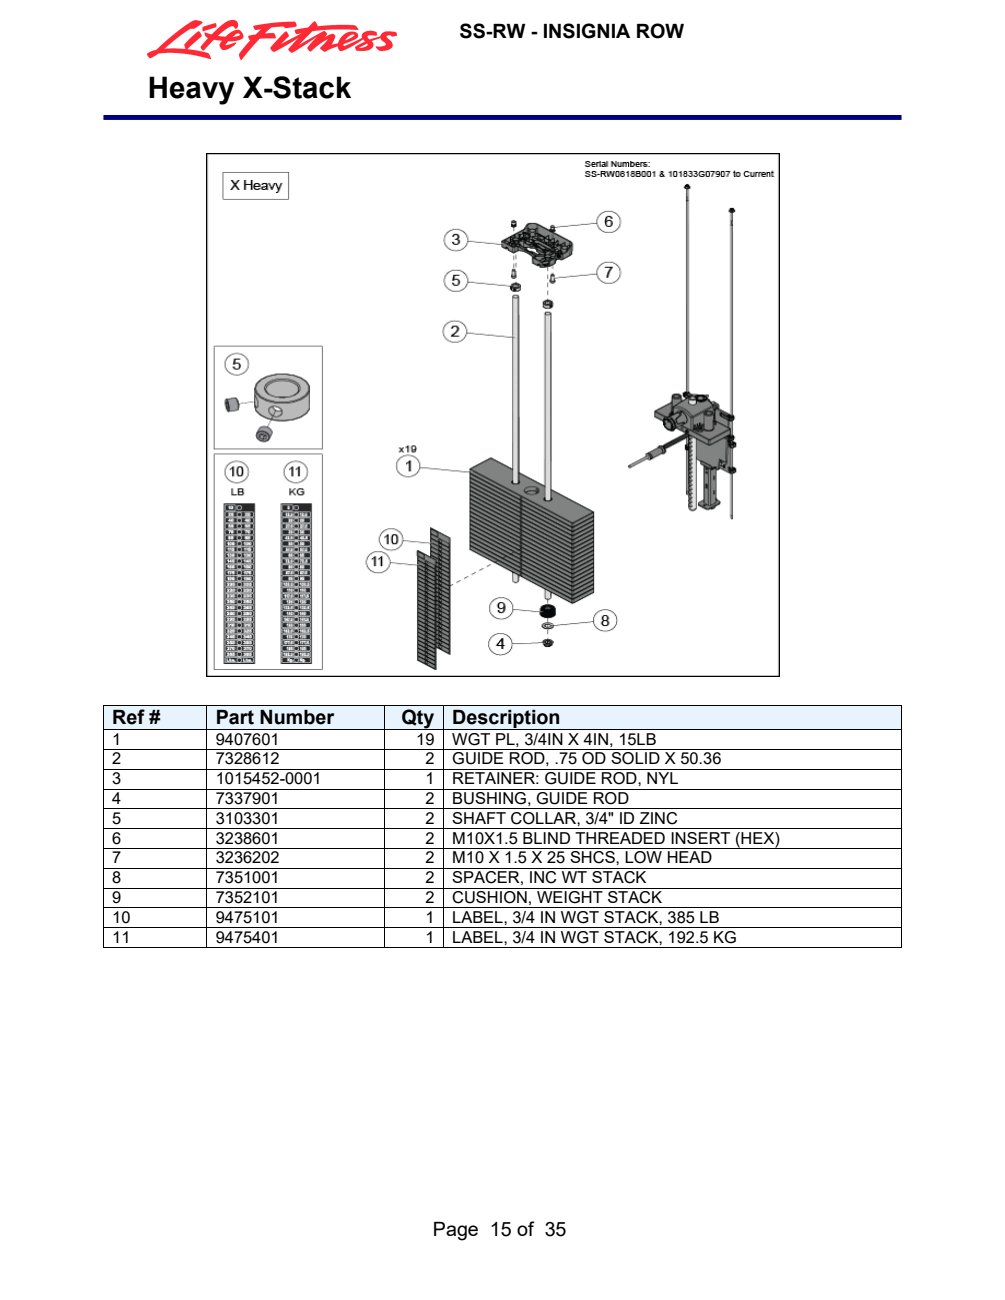 Life Fitness
SS-RW - INSIGNIA ROW
Heavy X-Stack
Serial Numbers:
SS-RW0818B001 & 101833G07907 to Current
X Heavy
6
3
7
5
2
5
x19
1
10
11
LB
KG
10
11
9
8
4
Ref # Part Number Qty Description
1 9407601 19 WGT PL, 3/4IN X 4IN, 15LB
2 7328612 2 GUIDE ROD, .75 OD SOLID X 50.36
3 1015452-0001 1 RETAINER: GUIDE ROD, NYL
4 7337901 2 BUSHING, GUIDE ROD
5 3103301 2 SHAFT COLLAR, 3/4" ID ZINC
6 3238601 2 M10X1.5 BLIND THREADED INSERT (HEX)
7 3236202 2 M10 X 1.5 X 25 SHCS, LOW HEAD
8 7351001 2 SPACER, INC WT STACK
9 7352101 2 CUSHION, WEIGHT STACK
10 9475101 1 LABEL, 3/4 IN WGT STACK, 385 LB
11 9475401 1 LABEL, 3/4 IN WGT STACK, 192.5 KG
Page 15 of 35